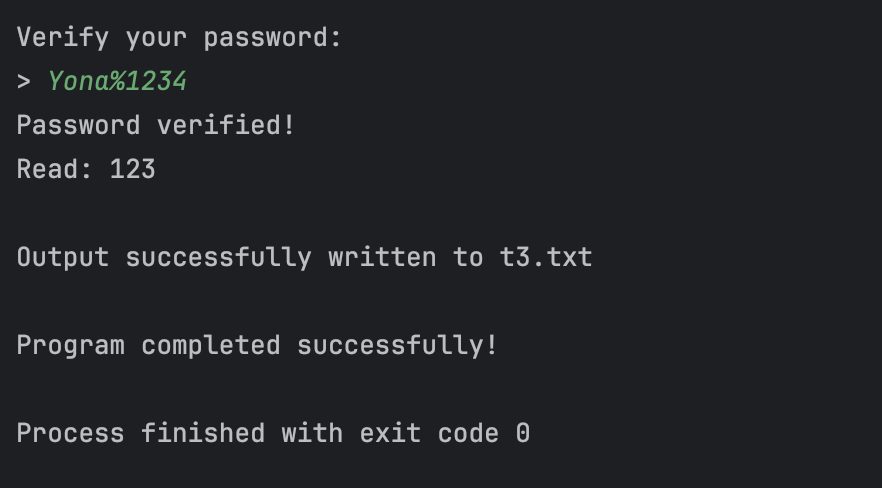 Verify your password:
> Yona%1234
Password verified!
Read: 123
Output successfully written to t3.txt
Program completed successfully!
Process finished with exit code 0